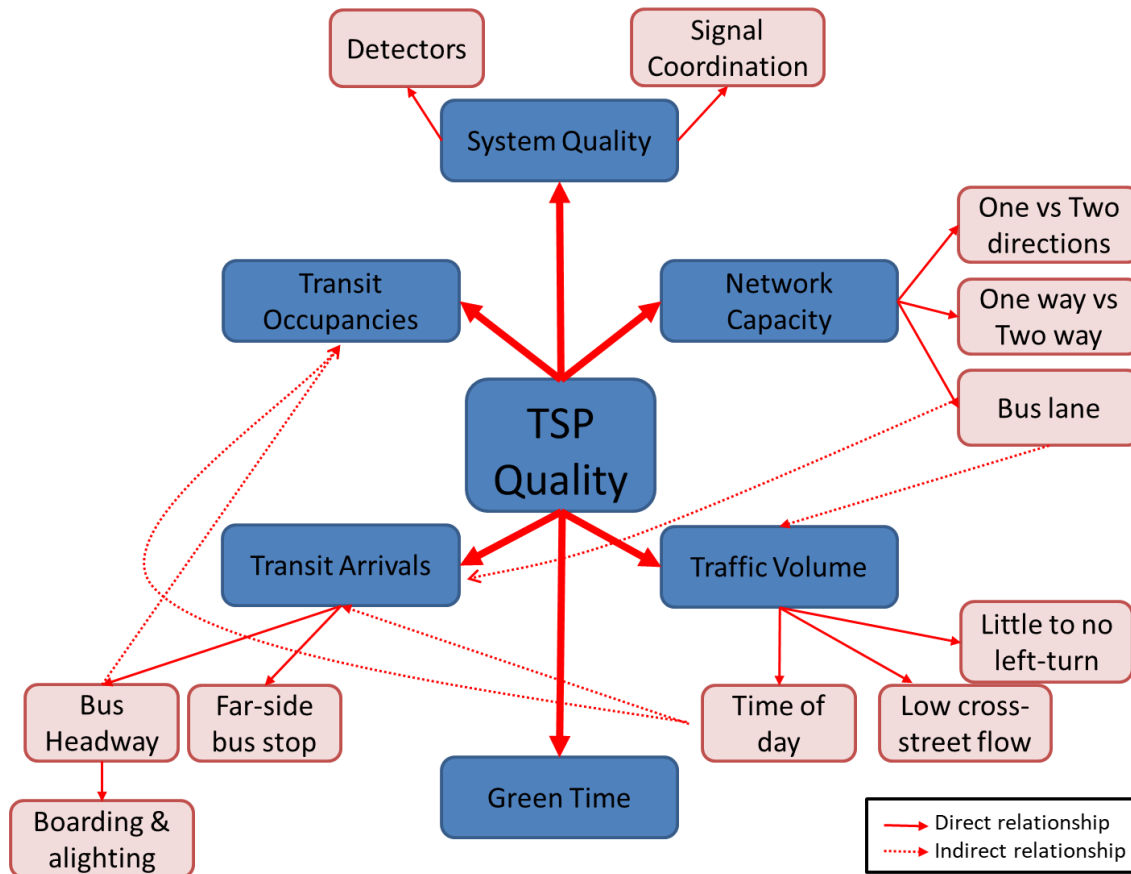 Detectors
Signal
Coordination
System Quality
One vs Two
directions
Transit
Occupancies
Network
Capacity
One way vs
Two way
Bus lane
TSP
Quality
Transit Arrivals
Traffic Volume
Little to no
left-turn
Bus
Headway
Far-side
bus stop
Time of
day
Low cross-
street flow
Green Time
Boarding &
alighting
Direct relationship
Indirect relationship